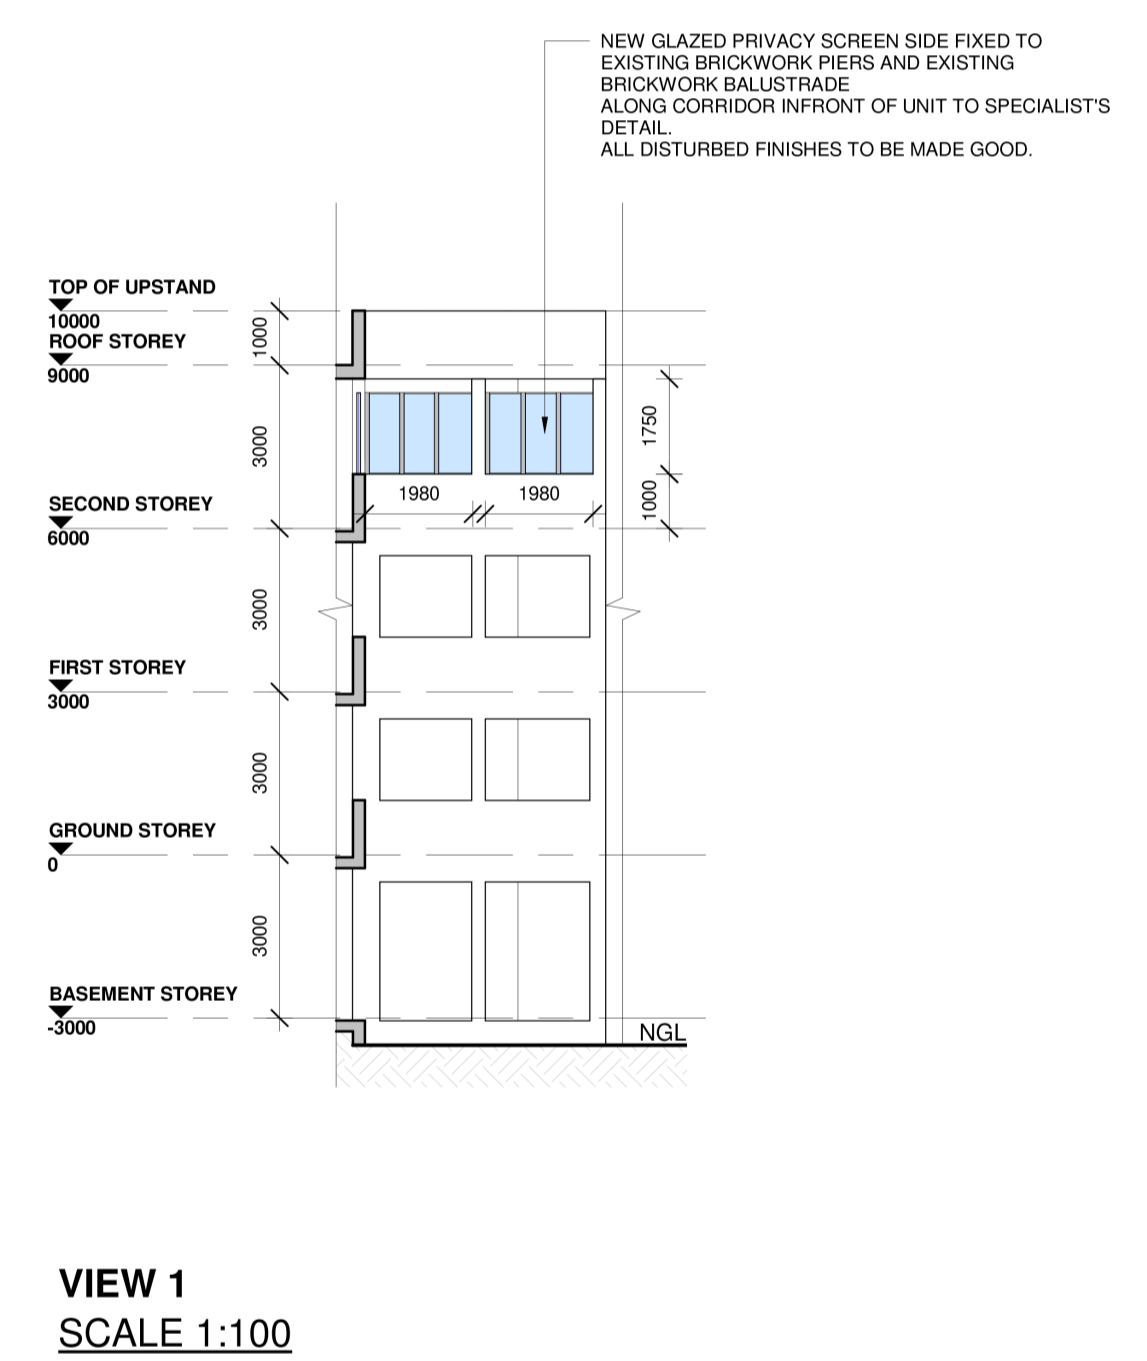 NEW GLAZED PRIVACY SCREEN SIDE FIXED TO
EXISTING BRICKWORK PIERS AND EXISTING
BRICKWORK BALUSTRADE
ALONG CORRIDOR INFRONT OF UNIT TO SPECIALIST'S
DETAIL.
ALL DISTURBED FINISHES TO BE MADE GOOD.
TOP OF UPSTAND
10000
1000
ROOF STOREY
9000
3000
1750
1980
1980
1000
SECOND STOREY
6000
3000
FIRST STOREY
3000
3000
GROUND STOREY
0
3000
BASEMENT STOREY
-3000
NGL
VIEW 1
SCALE 1:100